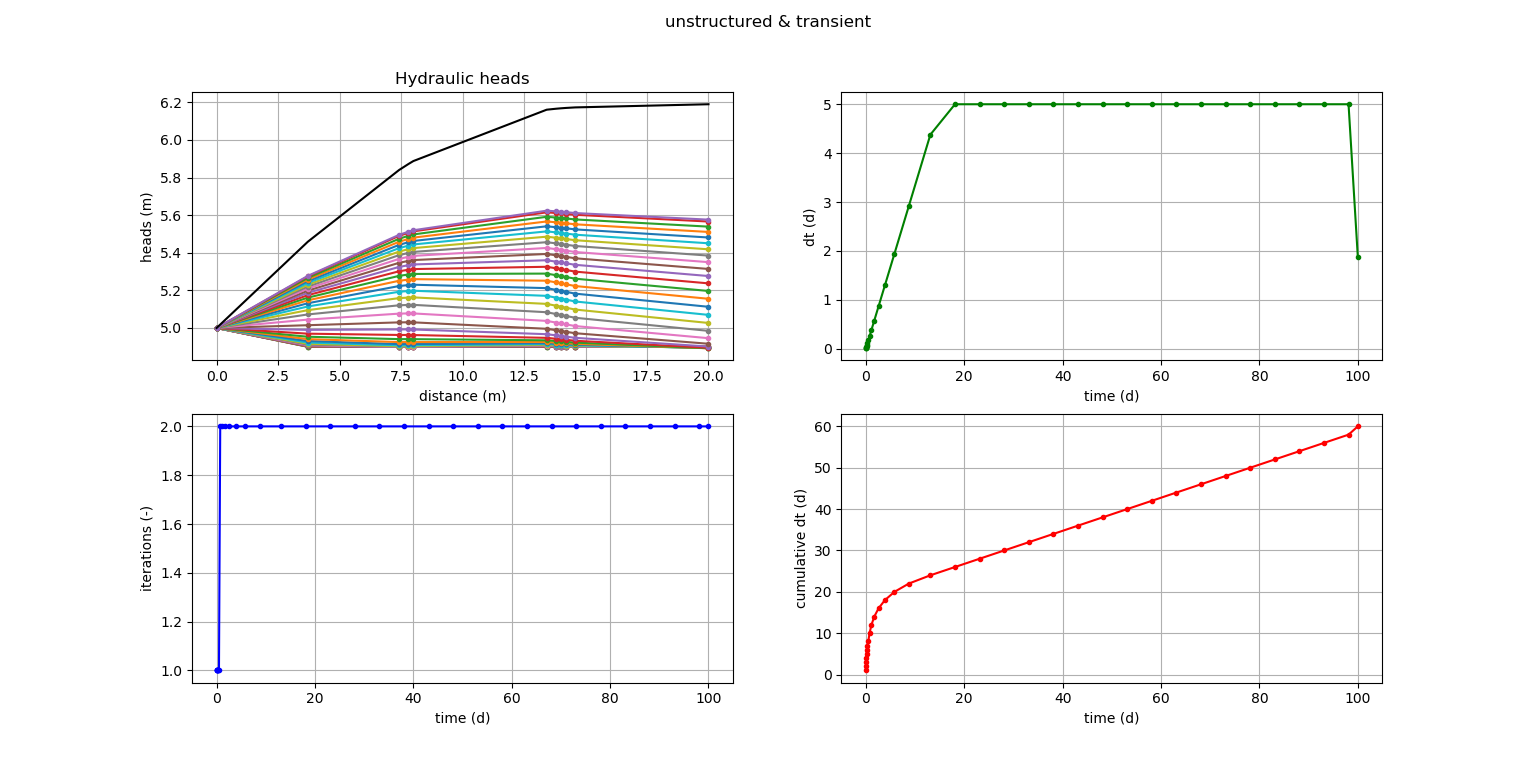 unstructured & transient
Hydraulic heads
6.2
6.0
5.8
5.6
5.4
5.2
5.0
heads (m)
0.0 2.5 5.0 7.5 10.0 12.5 15.0 17.5 20.0
distance (m)
5
4
3
2
1
0
dt (d)
0 20 40 60 80 100
time (d)
2.0
1.8
1.6
1.4
1.2
1.0
iterations (-)
0 20 40 60 80 100
time (d)
60
50
40
30
20
10
0
cumulative dt (d)
0 20 40 60 80 100
time (d)